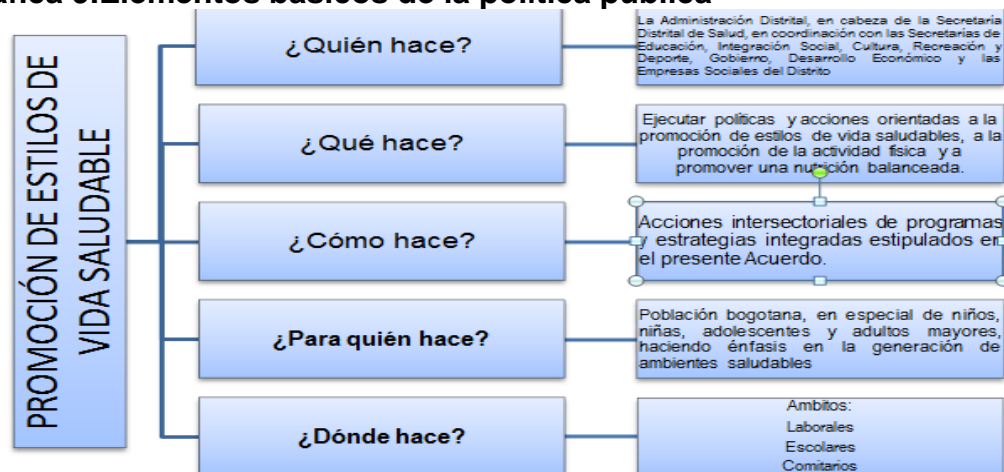 Elementos básicos de la política pública
PROMOCIÓN DE ESTILOS DE
VIDA SALUDABLE
¿Quién hace?
La Administración Distrital, en cabeza de la Secretaria
Distrital de Salud, en coordinación con las Secretarias de
Educación, Integración Social, Cultura, Recreación y
Deporte, Gobierno, Desarrollo Económico y las
Empresas Sociales del Distrito
¿Qué hace?
Ejecutar políticas y acciones orientadas a la
promoción de estilos de vida saludables, a la
promoción de la actividad física y a
promover una nutrición balanceada.
¿Cómo hace?
Acciones intersectoriales de programas
y estrategias integradas estipulados en
el presente Acuerdo.
¿Para quién hace?
Población bogotana, en especial de niños,
niñas, adolescentes y adultos mayores,
haciendo énfasis en la generación de
ambientes saludables
¿Dónde hace?
Ambitos:
Laborales
Escolares
Comitarios